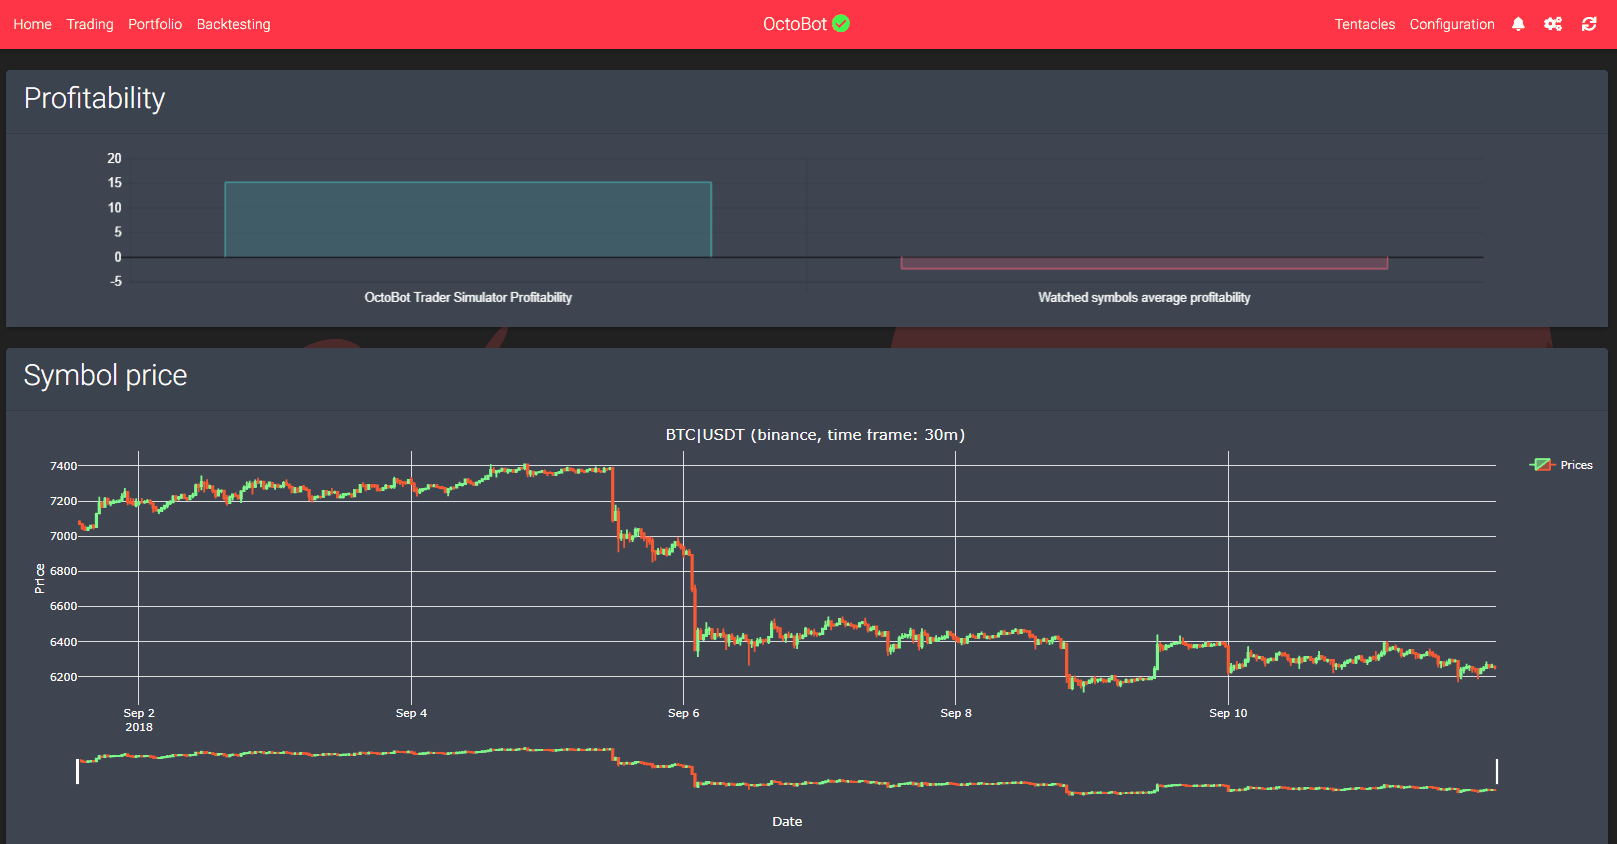 Home Trading Portfolio Backtesting OctoBot Tentacles Configuration
Profitability
20
15
10
5
0
-5
OctoBot Trader Simulator Profitability Watched symbols average profitability
Symbol price
BTC|USDT (binance, time frame: 30m)
Prices
Price
7400
7200
7000
6800
6600
6400
6200
Sep 2 Sep 4 Sep 6 Sep 8 Sep 10
2018
Date